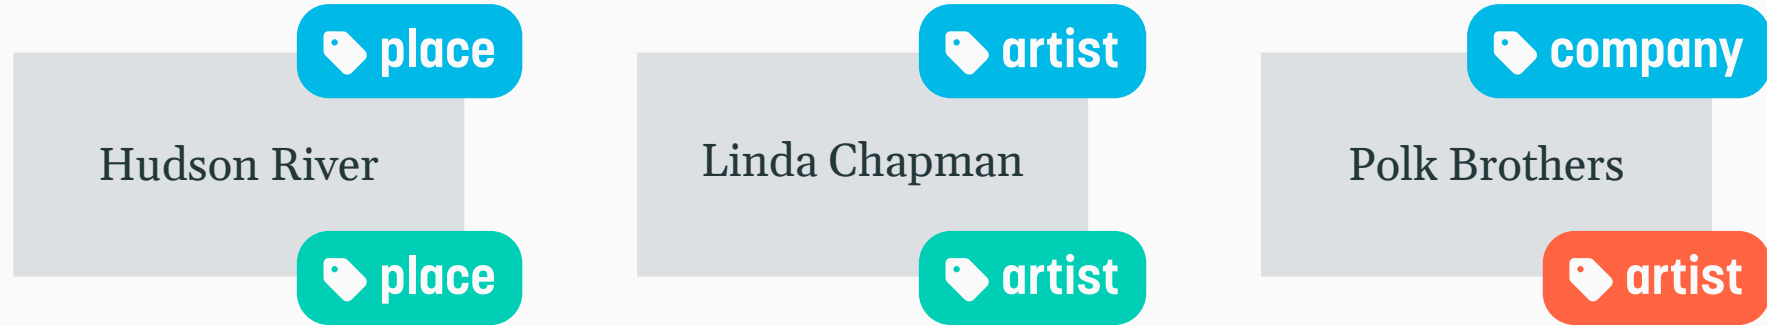 place
artist
company
Hudson River
Linda Chapman
Polk Brothers
place
artist
artist